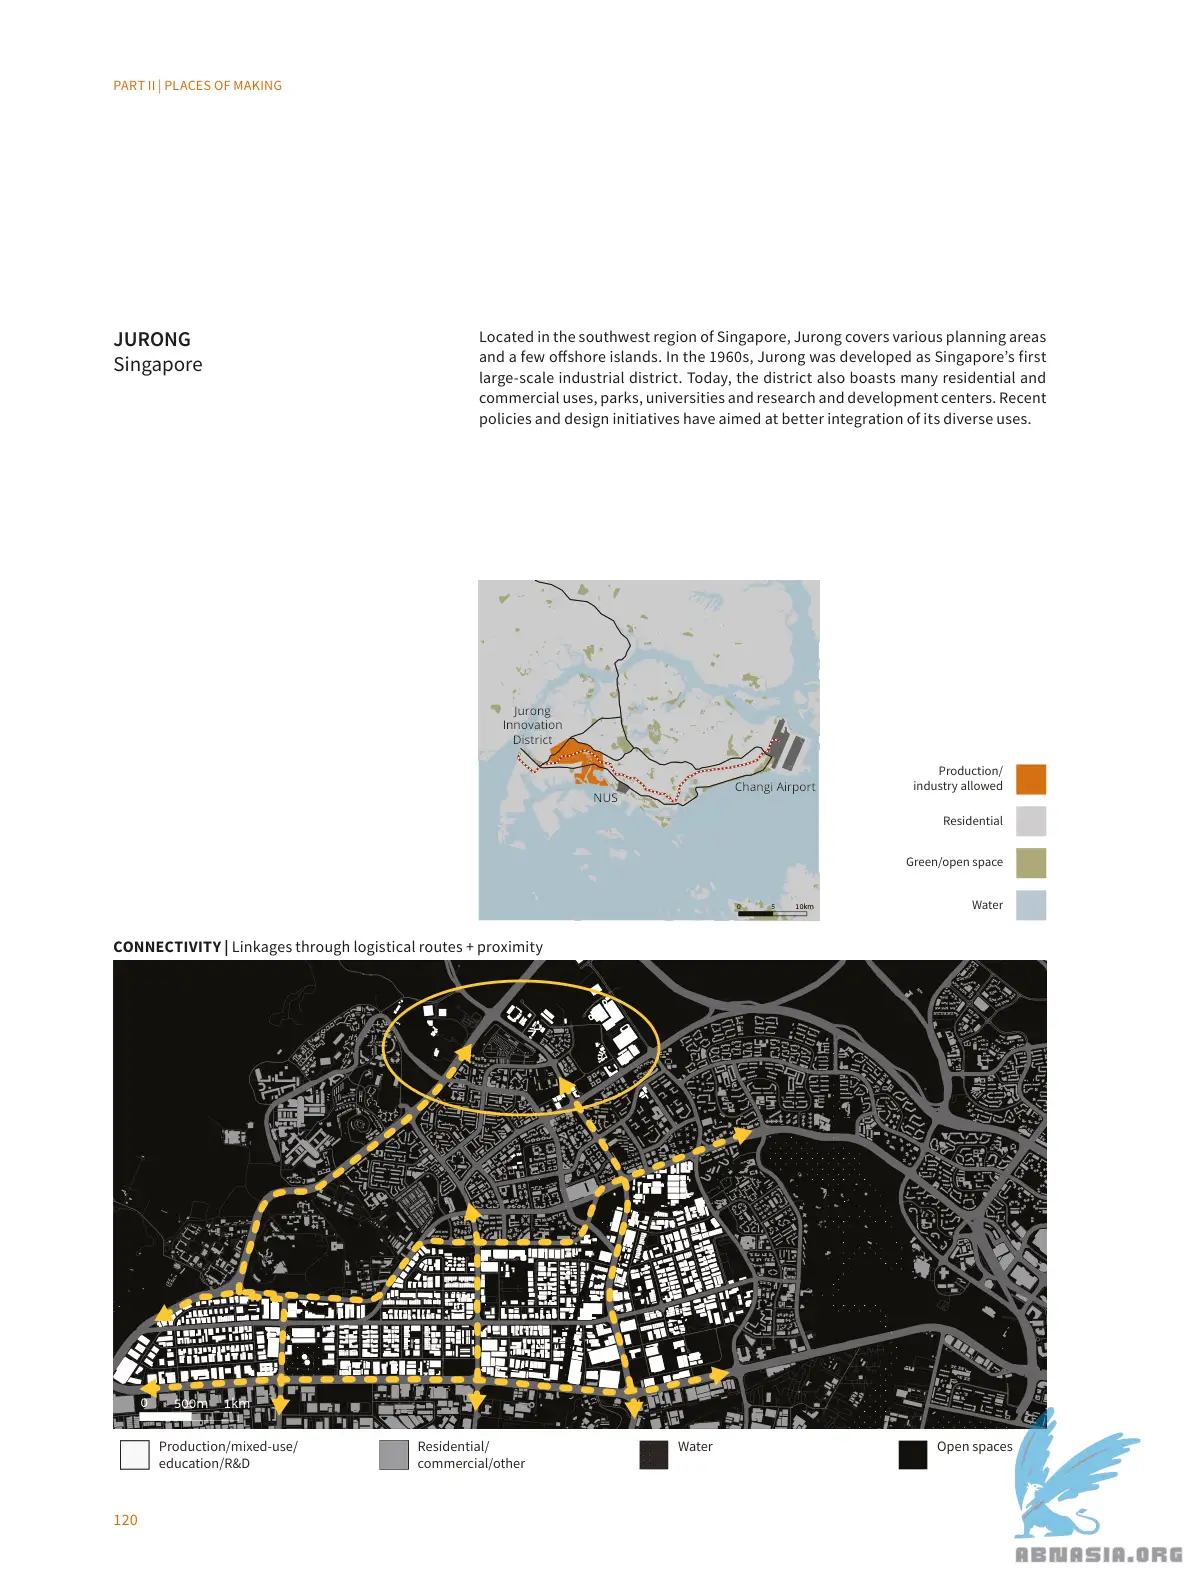 PART II | PLACES OF MAKING
JURONG
Singapore
Located in the southwest region of Singapore, Jurong covers various planning areas
and a few offshore islands. In the 1960s, Jurong was developed as Singapore’s first
large-scale industrial district. Today, the district also boasts many residential and
commercial uses, parks, universities and research and development centers. Recent
policies and design initiatives have aimed at better integration of its diverse uses.
Jurong
Innovation
District
NUS
Changi Airport
0 5 10km
Production/
industry allowed
Residential
Green/open space
Water
CONNECTIVITY | Linkages through logistical routes + proximity
0 500m 1km
Production/mixed-use/
education/R&D
Residential/
commercial/other
Water
Open spaces
120
ABNASIA.ORG